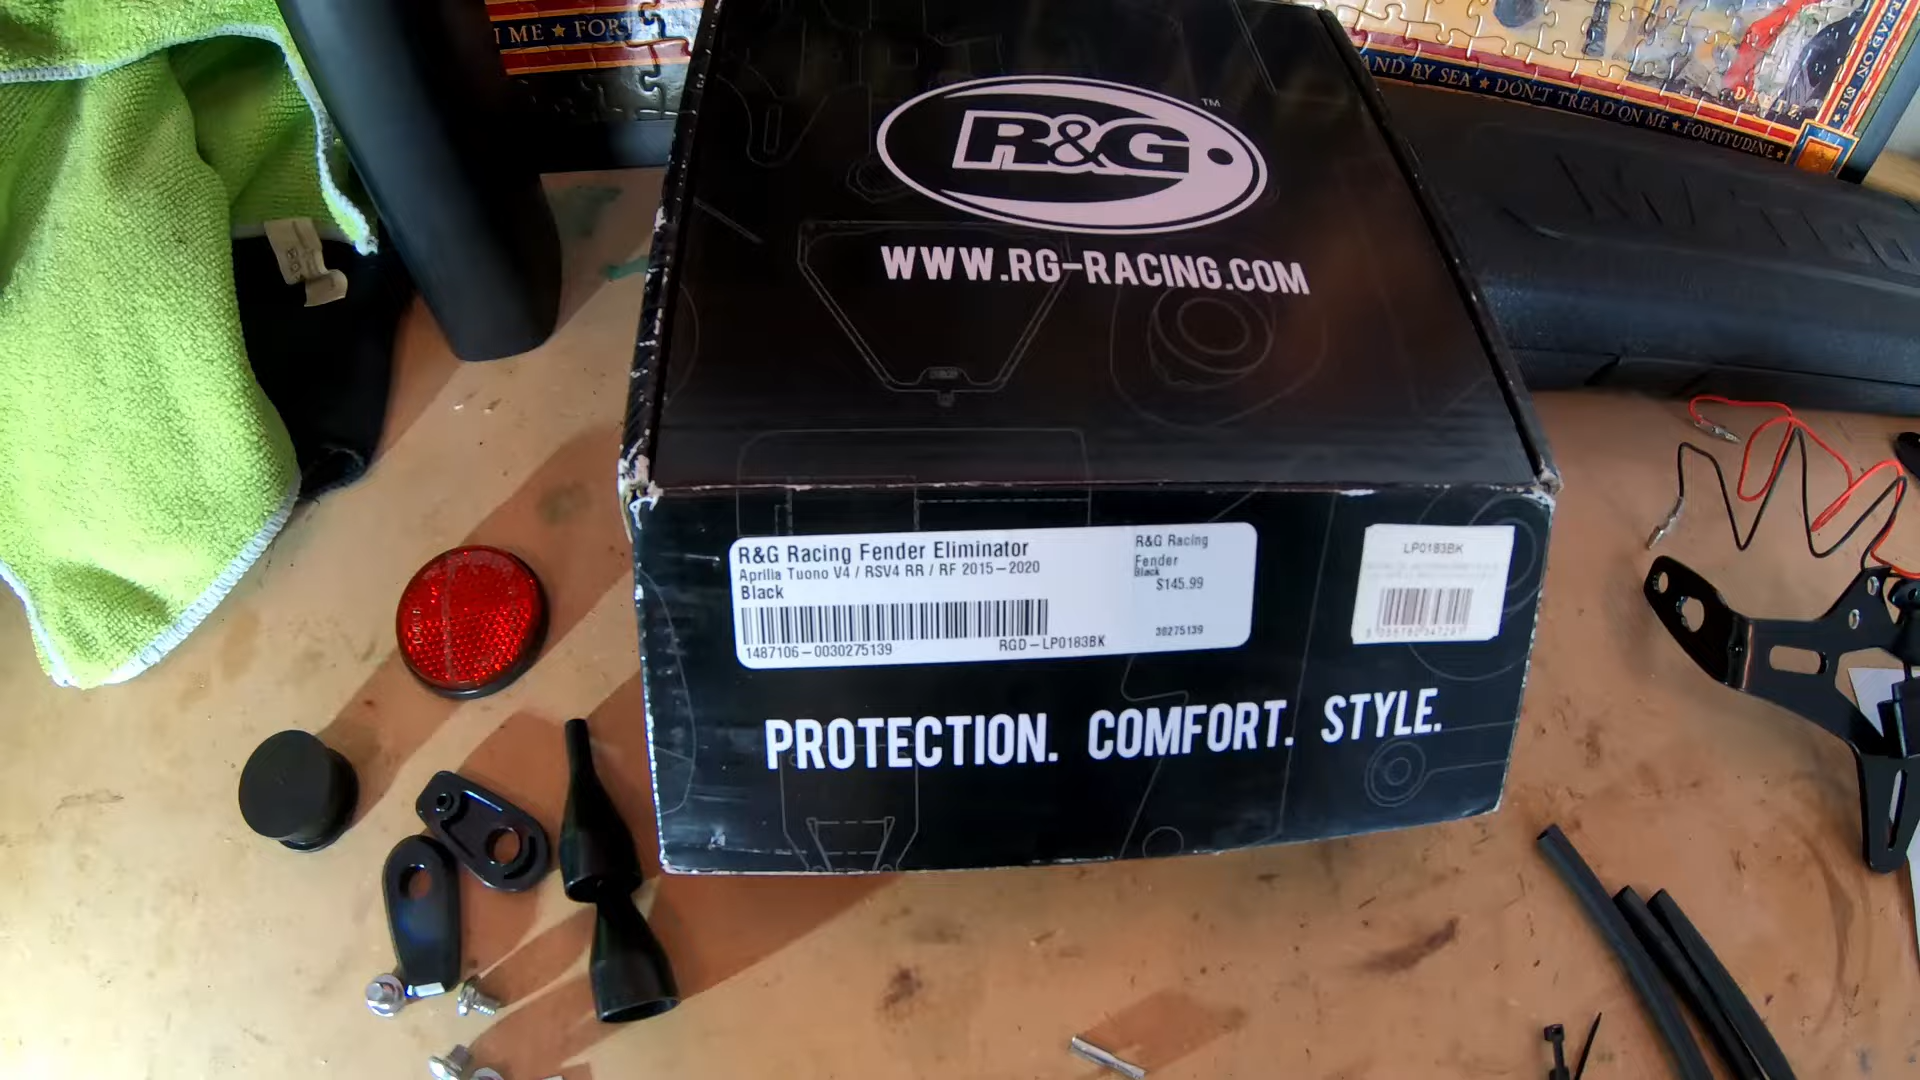 N ME ★ FORT
AND BY SEA ★ DON'T TREAD ON ME ★ FORTITUDINE ★
READ ON ME
DIETZ
R&G
™
WWW.RG-RACING.COM
R&G Racing Fender Eliminator
Aprilia Tuono V4 / RSV4 RR / RF 2015-2020
Black
1487106-0030275139
RGD-LP0183BK
R&G Racing
Fender
Black
$145.99
30275139
LP0183BK
PROTECTION. COMFORT. STYLE.